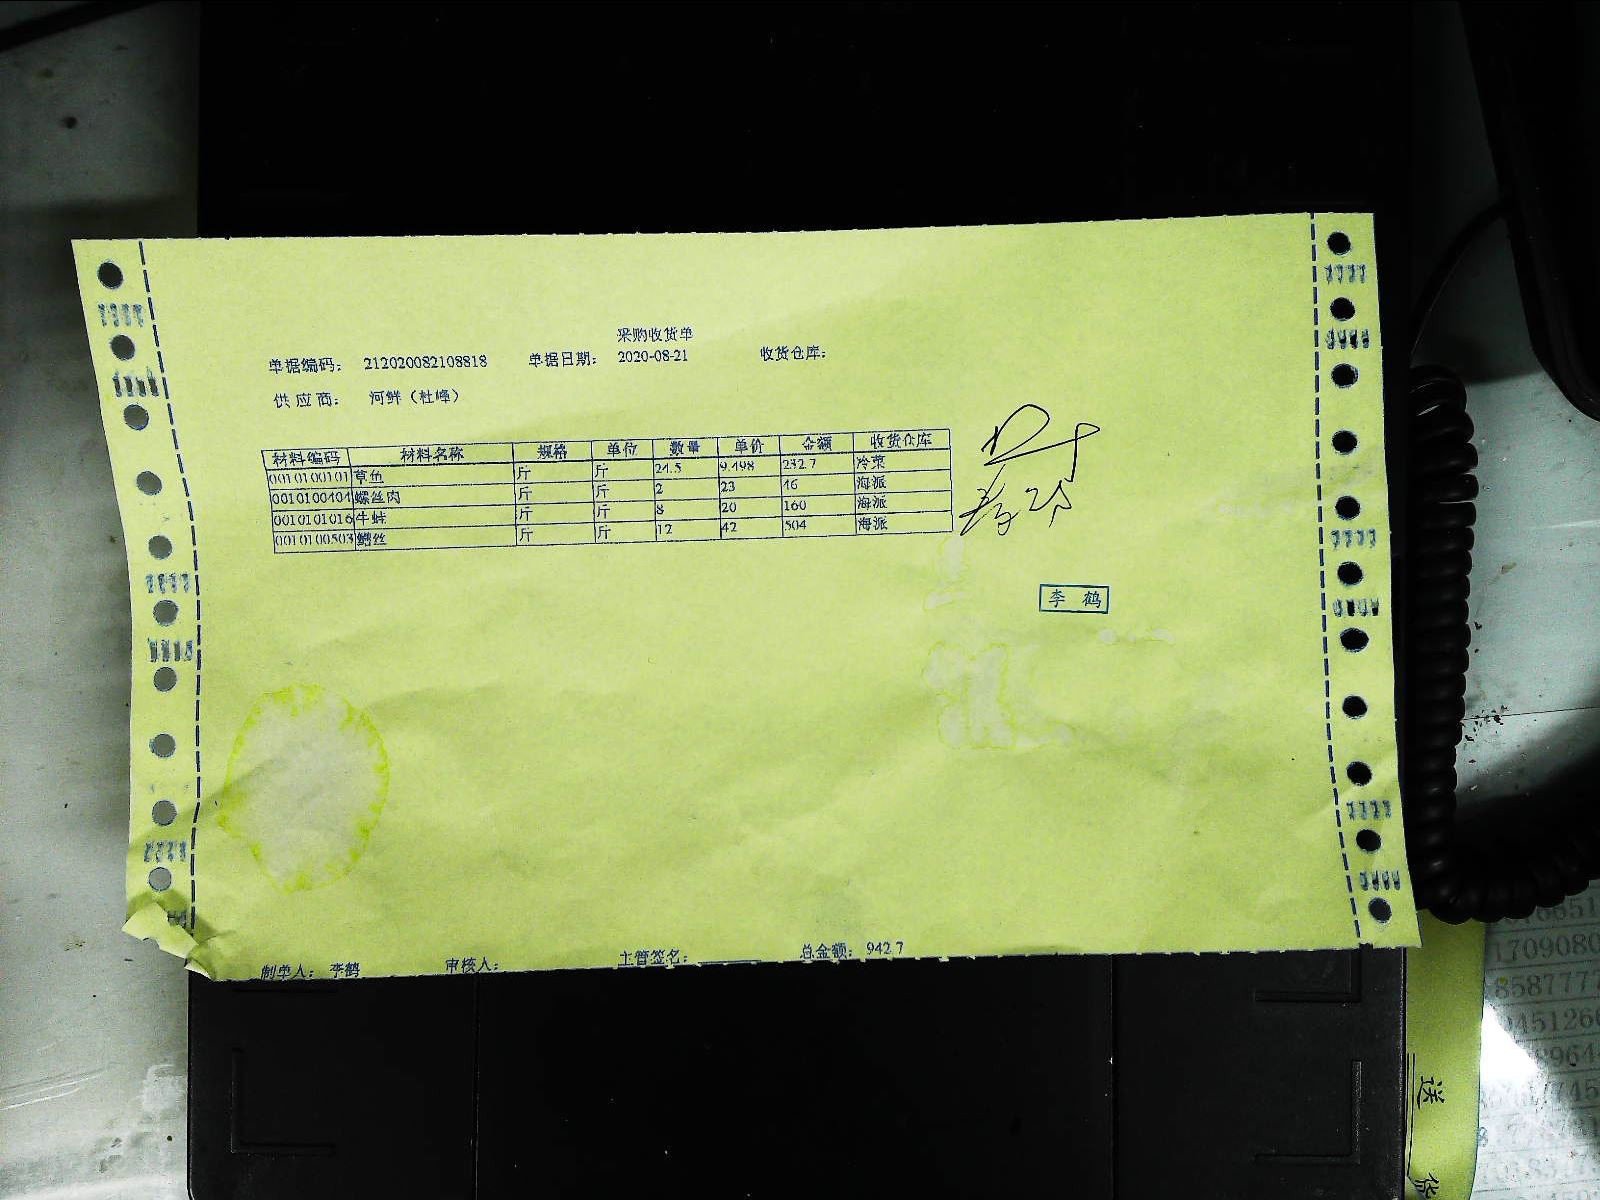 采购收货单
单据编码： 212020082108818 单据日期： 2020-08-21 收货仓库：
供应商： 河鲜（杜峰）
材料编码 材料名称 规格 单位 数量 单价 金额 收货仓库
0010100101 草鱼 斤 斤 24.5 9.498 232.7 冷菜
0010100404 螺丝肉 斤 斤 2 23 46 海派
0010101016 牛蛙 斤 斤 8 20 160 海派
0010100503 鳝丝 斤 斤 12 42 504 海派
李鹤
制单人： 李鹤 审核人： 主管签名： 总金额： 942.7
送
货